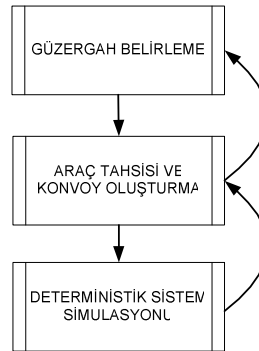 GÜZERGAH BELİRLEME
ARAÇ TAHSİSİ VE
KONVOY OLUŞTURMA
DETERMİNİSTİK SİSTEM
SİMULASYONU